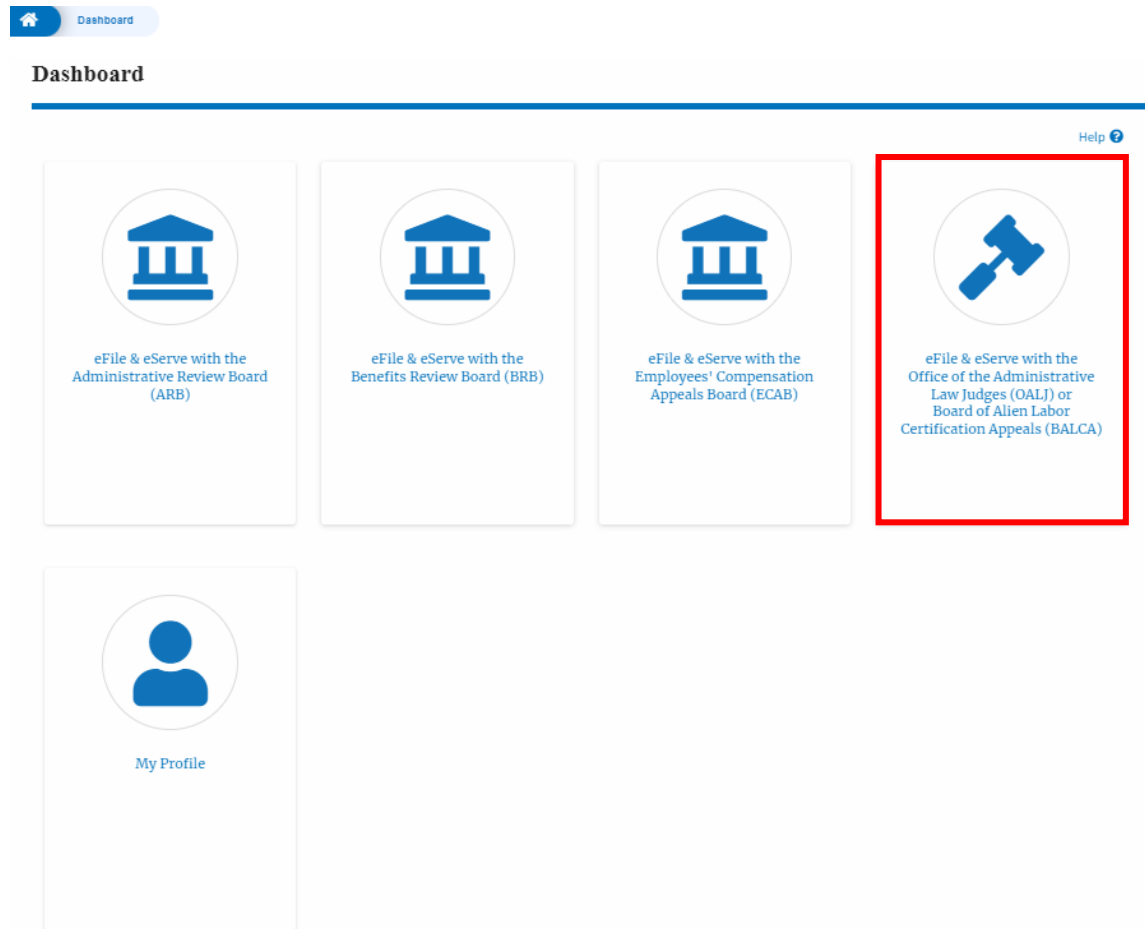 Dashboard
Dashboard
Help
eFile & eServe with the
Administrative Review Board
(ARB)
eFile & eServe with the
Benefits Review Board (BRB)
eFile & eServe with the
Employees' Compensation
Appeals Board (ECAB)
eFile & eServe with the
Office of the Administrative
Law Judges (OALJ) or
Board of Alien Labor
Certification Appeals (BALCA)
My Profile